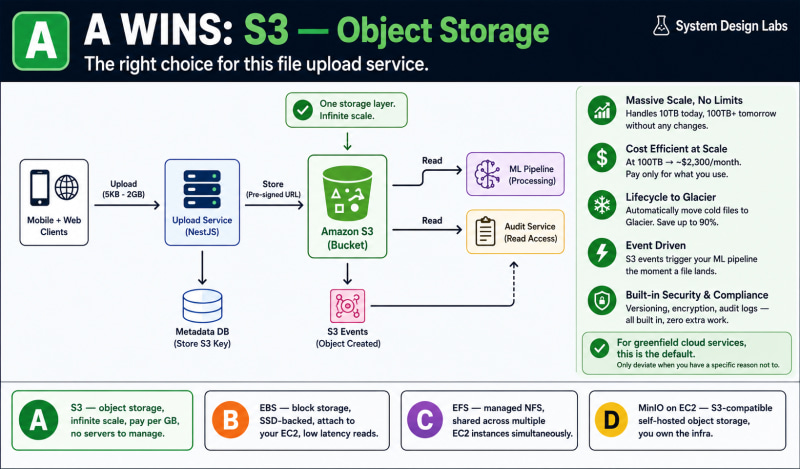 A
A WINS: S3 — Object Storage
The right choice for this file upload service.
System Design Labs
One storage layer.
Infinite scale.
Mobile + Web
Clients
Upload
(5KB - 2GB)
Upload Service
(NestJS)
Store
(Pre-signed URL)
Amazon S3
(Bucket)
Read
ML Pipeline
(Processing)
Read
Audit Service
(Read Access)
Metadata DB
(Store S3 Key)
S3 Events
(Object Created)
Massive Scale, No Limits
Handles 10TB today, 100TB+ tomorrow
without any changes.
$
Cost Efficient at Scale
At 100TB → ~$2,300/month.
Pay only for what you use.
Lifecycle to Glacier
Automatically move cold files to
Glacier. Save up to 90%.
Event Driven
S3 events trigger your ML pipeline
the moment a file lands.
Built-in Security & Compliance
Versioning, encryption, audit logs —
all built in, zero extra work.
For greenfield cloud services,
this is the default.
Only deviate when you have a specific reason not to.
A
S3 — object storage,
infinite scale, pay per GB,
no servers to manage.
B
EBS — block storage,
SSD-backed, attach to
your EC2, low latency reads.
C
EFS — managed NFS,
shared across multiple
EC2 instances simultaneously.
D
MinIO on EC2 — S3-compatible
self-hosted object storage,
you own the infra.